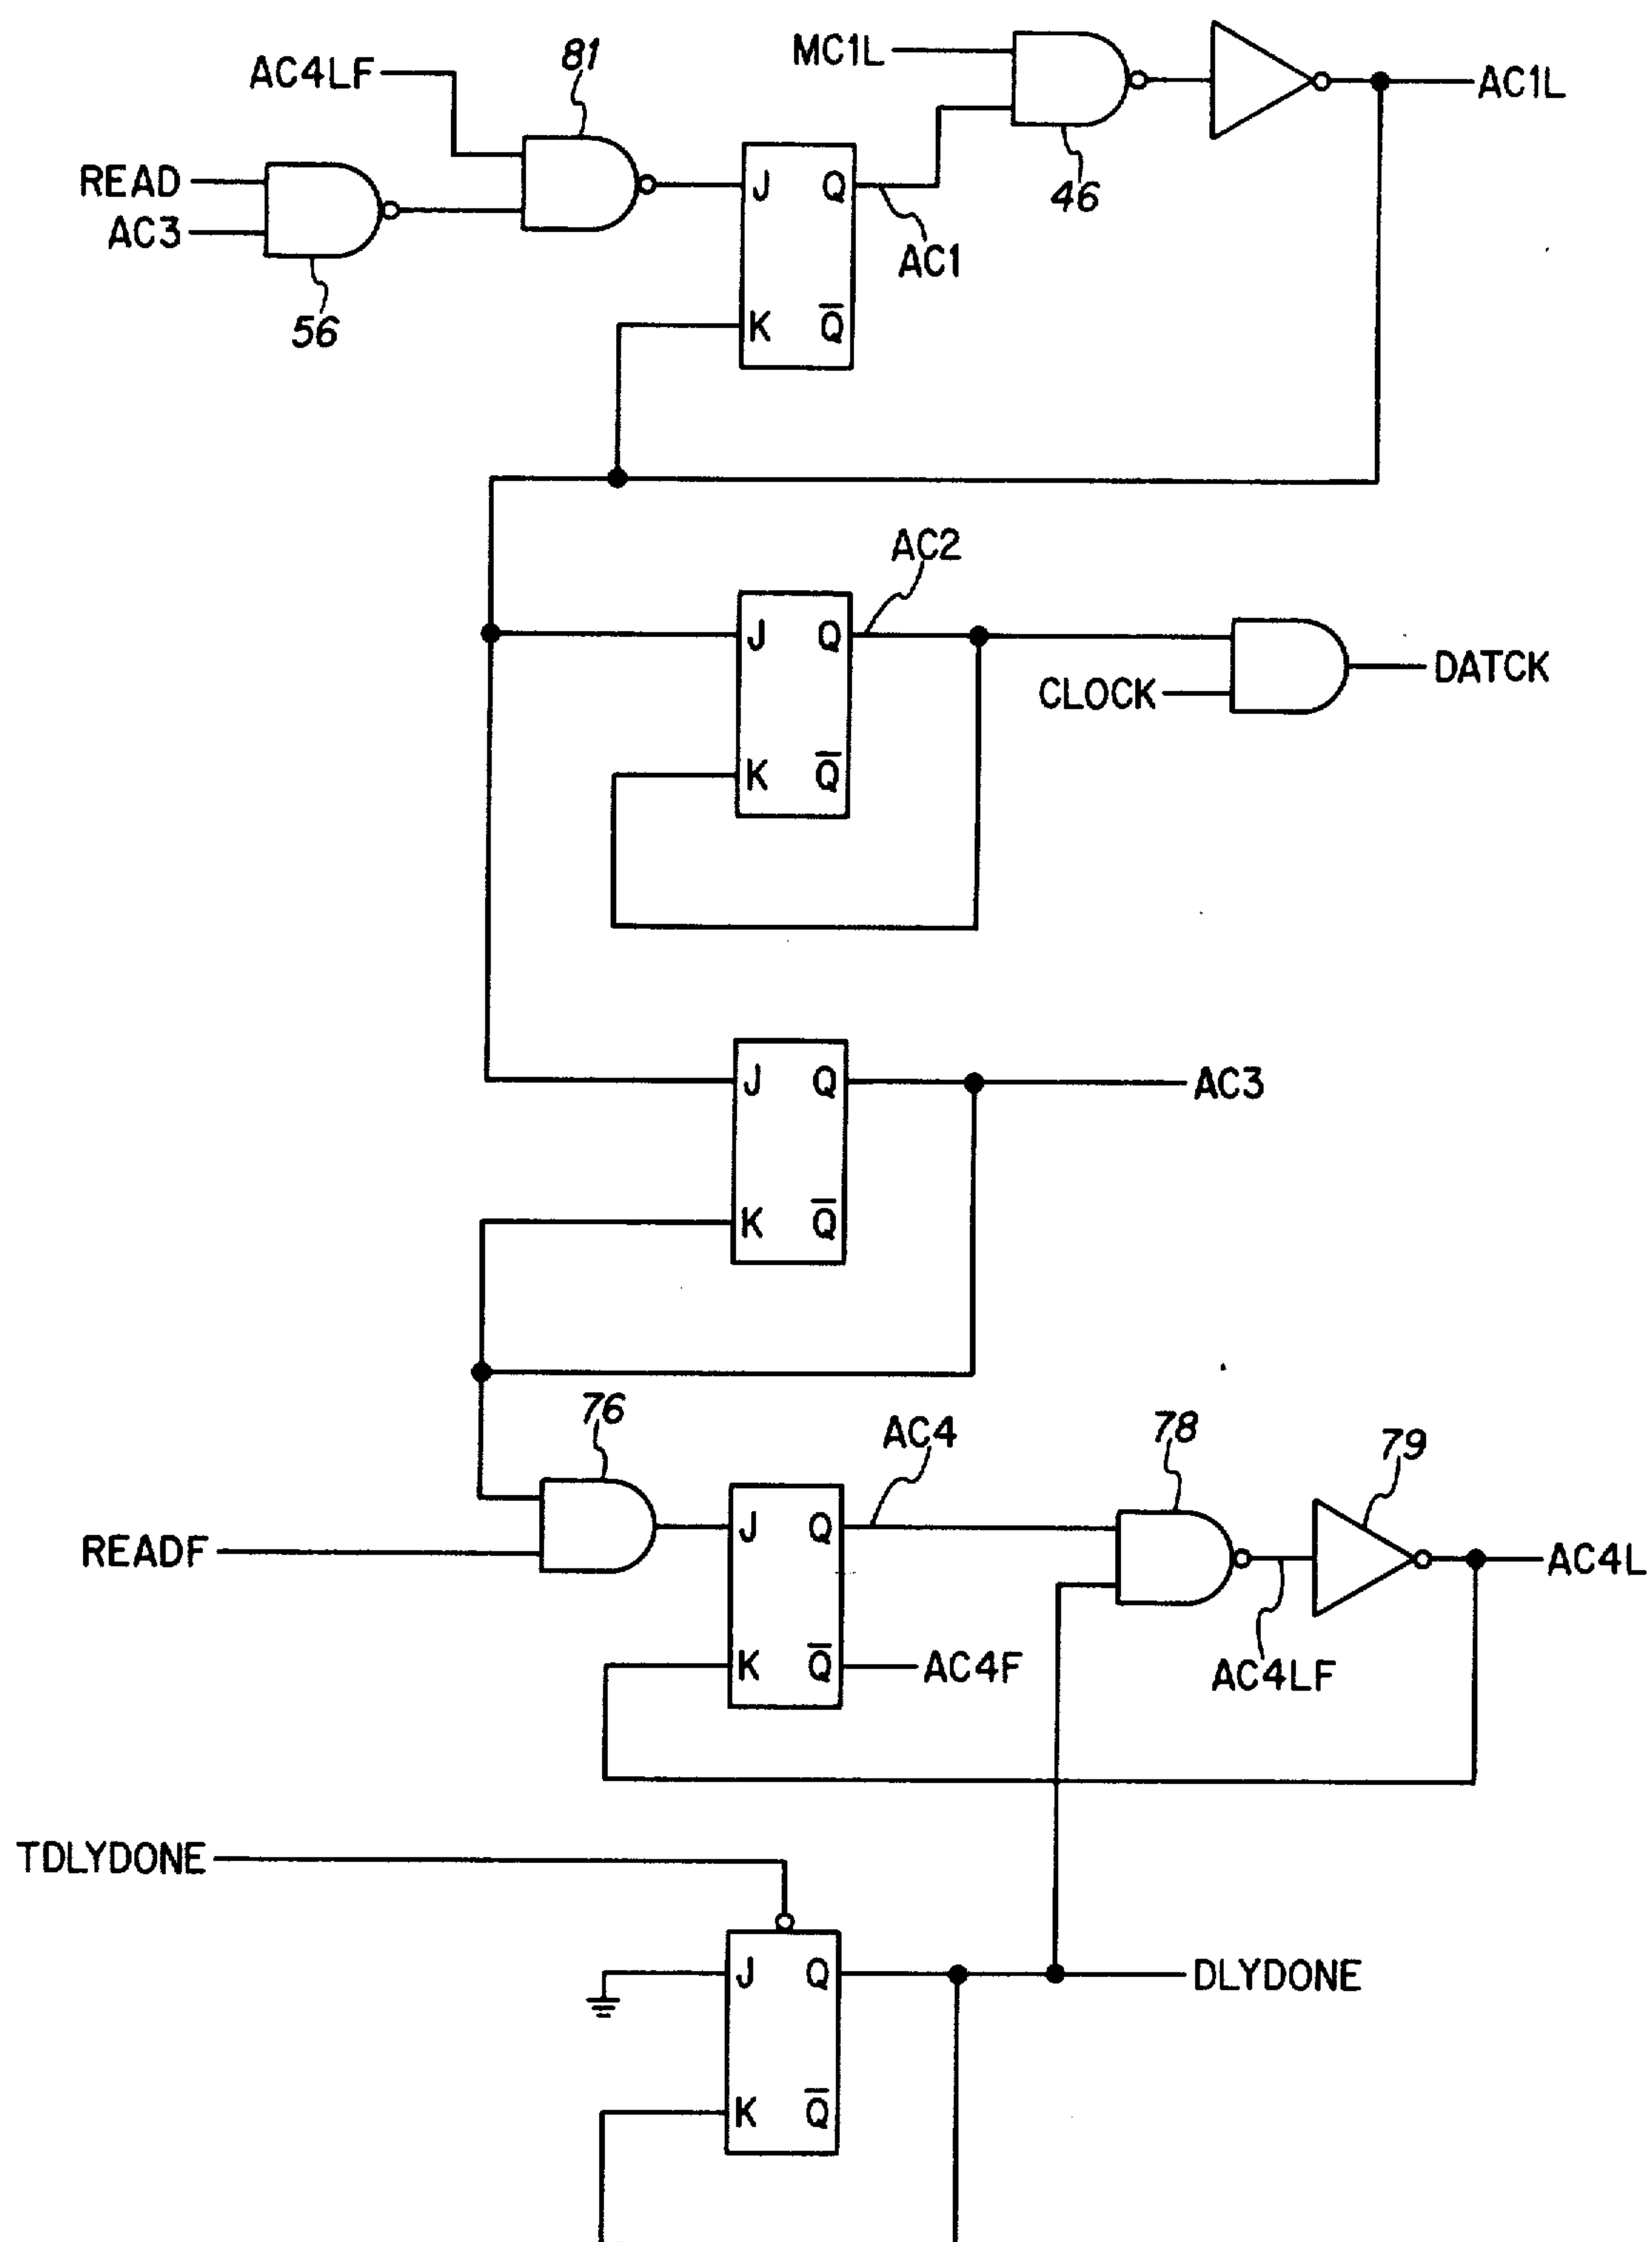 MC1L
AC4LF
81
AC1L
READ
J
Q
46
AC3
AC1
56
K
Q̅
AC2
J
Q
DATCK
CLOCK
K
Q̅
J
Q
AC3
K
Q̅
76
AC4
78
79
READF
J
Q
AC4L
K
Q̅
AC4F
AC4LF
TDLYDONE
J
Q
DLYDONE
K
Q̅